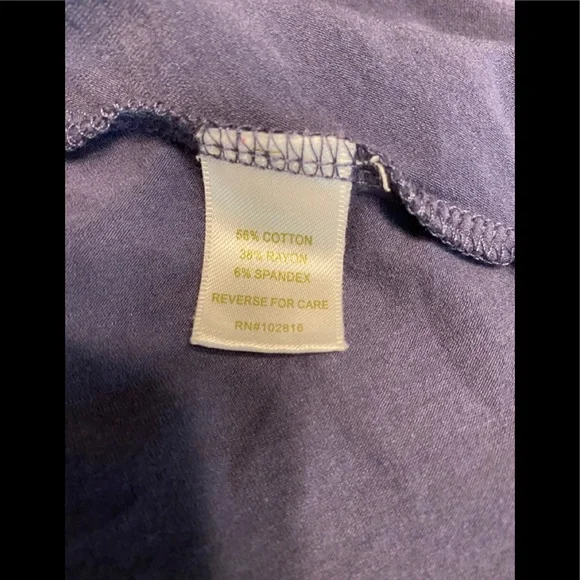 56% COTTON
38% RAYON
6% SPANDEX
REVERSE FOR CARE
RN#102816